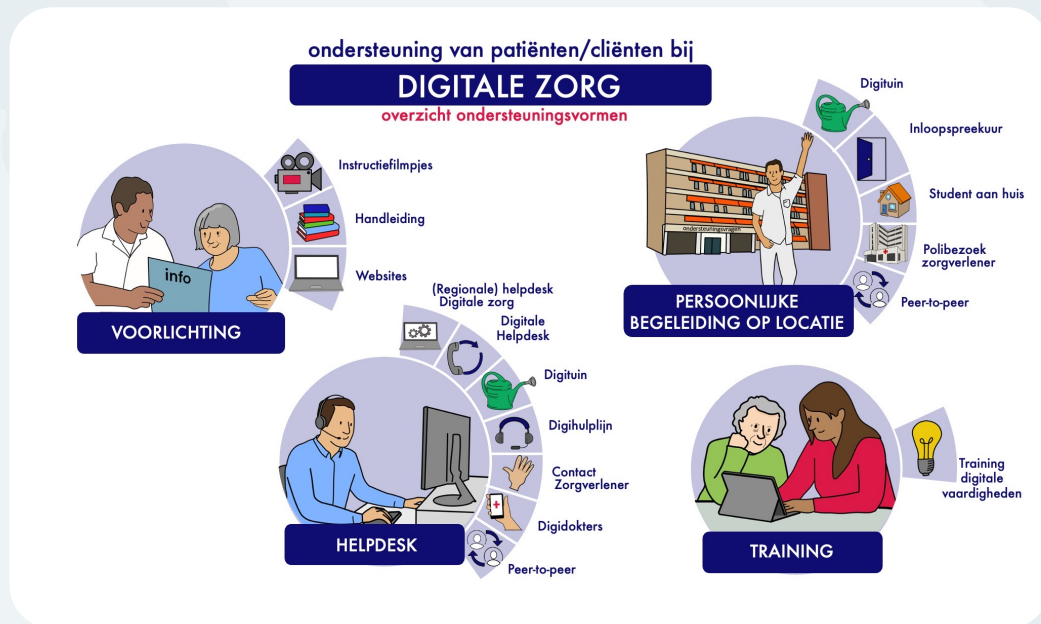 ondersteuning van patiënten/cliënten bij
DIGITALE ZORG
overzicht ondersteuningsvormen
info
VOORLICHTING
Instructiefilmpjes
Handleiding
Websites
ondersteuningsvragen
PERSOONLIJKE
BEGELEIDING OP LOCATIE
Digituin
Inloopspreekuur
Student aan huis
Polibezoek
zorgverlener
Peer-to-peer
HELPDESK
(Regionale) helpdesk
Digitale zorg
Digitale
Helpdesk
Digituin
Digihulplijn
Contact
Zorgverlener
Digidokters
Peer-to-peer
TRAINING
Training
digitale
vaardigheden